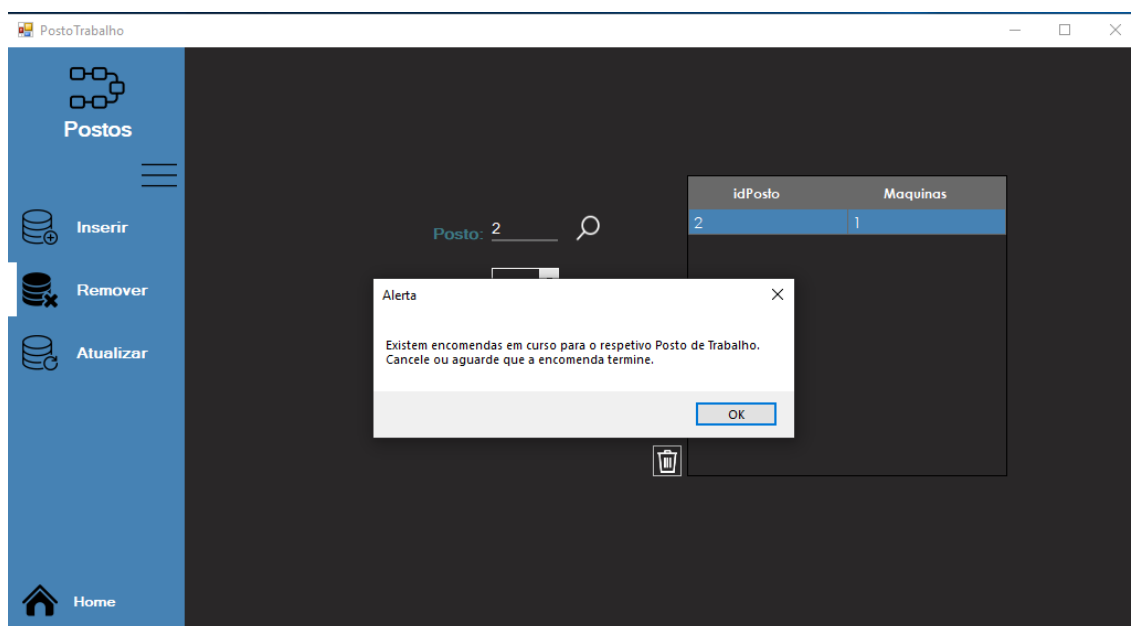 PostoTrabalho
Postos
Inserir
Remover
Atualizar
Home
Posto: 2
idPosto Maquinas
2 1
Alerta
Existem encomendas em curso para o respetivo Posto de Trabalho.
Cancele ou aguarde que a encomenda termine.
OK